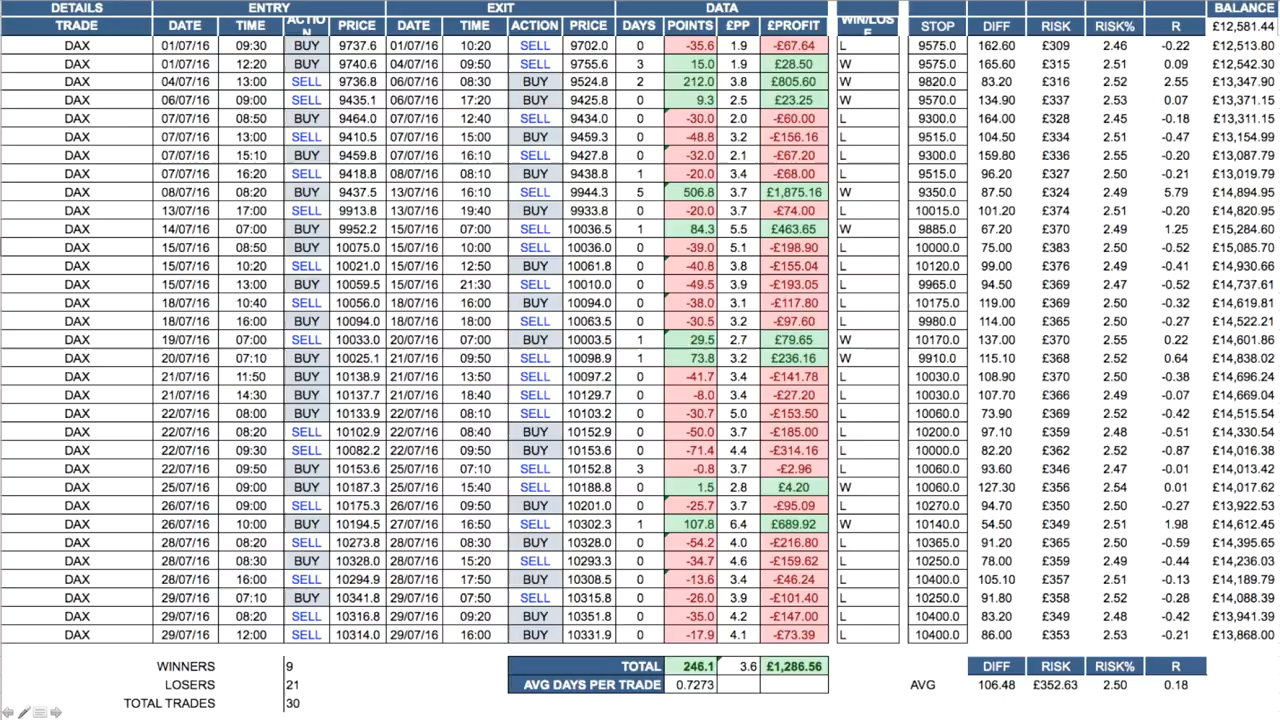 DETAILS ENTRY EXIT DATA BALANCE
TRADE DATE TIME ACTIO N PRICE DATE TIME ACTION PRICE DAYS POINTS £PP £PROFIT WIN/LOS E STOP DIFF RISK RISK% R £12,581.44
DAX 01/07/16 09:30 BUY 9737.6 01/07/16 10:20 SELL 9702.0 0 -35.6 1.9 -£67.64 L 9575.0 162.60 £309 2.46 -0.22 £12,513.80
DAX 01/07/16 12:20 BUY 9740.6 04/07/16 09:50 SELL 9755.6 3 15.0 1.9 £28.50 W 9575.0 165.60 £315 2.51 0.09 £12,542.30
DAX 04/07/16 13:00 SELL 9736.8 06/07/16 08:30 BUY 9524.8 2 212.0 3.8 £805.60 W 9820.0 83.20 £316 2.52 2.55 £13,347.90
DAX 06/07/16 09:00 SELL 9435.1 06/07/16 17:20 BUY 9425.8 0 9.3 2.5 £23.25 W 9570.0 134.90 £337 2.53 0.07 £13,371.15
DAX 07/07/16 08:50 BUY 9464.0 07/07/16 12:40 SELL 9434.0 0 -30.0 2.0 -£60.00 L 9300.0 164.00 £328 2.45 -0.18 £13,311.15
DAX 07/07/16 13:00 SELL 9410.5 07/07/16 15:00 BUY 9459.3 0 -48.8 3.2 -£156.16 L 9515.0 104.50 £334 2.51 -0.47 £13,154.99
DAX 07/07/16 15:10 BUY 9459.8 07/07/16 16:10 SELL 9427.8 0 -32.0 2.1 -£67.20 L 9300.0 159.80 £336 2.55 -0.20 £13,087.79
DAX 07/07/16 16:20 SELL 9418.8 08/07/16 08:10 BUY 9438.8 1 -20.0 3.4 -£68.00 L 9515.0 96.20 £327 2.50 -0.21 £13,019.79
DAX 08/07/16 08:20 BUY 9437.5 13/07/16 16:10 SELL 9944.3 5 506.8 3.7 £1,875.16 W 9350.0 87.50 £324 2.49 5.79 £14,894.95
DAX 13/07/16 17:00 SELL 9913.8 13/07/16 19:40 BUY 9933.8 0 -20.0 3.7 -£74.00 L 10015.0 101.20 £374 2.51 -0.20 £14,820.95
DAX 14/07/16 07:00 BUY 9952.2 15/07/16 07:00 SELL 10036.5 1 84.3 5.5 £463.65 W 9885.0 67.20 £370 2.49 1.25 £15,284.60
DAX 15/07/16 08:50 BUY 10075.0 15/07/16 10:00 SELL 10036.0 0 -39.0 5.1 -£198.90 L 10000.0 75.00 £383 2.50 -0.52 £15,085.70
DAX 15/07/16 10:20 SELL 10021.0 15/07/16 12:50 BUY 10061.8 0 -40.8 3.8 -£155.04 L 10120.0 99.00 £376 2.49 -0.41 £14,930.66
DAX 15/07/16 13:00 BUY 10059.5 15/07/16 21:30 SELL 10010.0 0 -49.5 3.9 -£193.05 L 9965.0 94.50 £369 2.47 -0.52 £14,737.61
DAX 18/07/16 10:40 SELL 10056.0 18/07/16 16:00 BUY 10094.0 0 -38.0 3.1 -£117.80 L 10175.0 119.00 £369 2.50 -0.32 £14,619.81
DAX 18/07/16 16:00 BUY 10094.0 18/07/16 18:00 SELL 10063.5 0 -30.5 3.2 -£97.60 L 9980.0 114.00 £365 2.50 -0.27 £14,522.21
DAX 19/07/16 07:00 SELL 10033.0 20/07/16 07:00 BUY 10003.5 1 29.5 2.7 £79.65 W 10170.0 137.00 £370 2.55 0.22 £14,601.86
DAX 20/07/16 07:10 BUY 10025.1 21/07/16 09:50 SELL 10098.9 1 73.8 3.2 £236.16 W 9910.0 115.10 £368 2.52 0.64 £14,838.02
DAX 21/07/16 11:50 BUY 10138.9 21/07/16 13:50 SELL 10097.2 0 -41.7 3.4 -£141.78 L 10030.0 108.90 £370 2.50 -0.38 £14,696.24
DAX 21/07/16 14:30 BUY 10137.7 21/07/16 18:40 SELL 10129.7 0 -8.0 3.4 -£27.20 L 10030.0 107.70 £366 2.49 -0.07 £14,669.04
DAX 22/07/16 08:00 BUY 10133.9 22/07/16 08:10 SELL 10103.2 0 -30.7 5.0 -£153.50 L 10060.0 73.90 £369 2.52 -0.42 £14,515.54
DAX 22/07/16 08:20 SELL 10102.9 22/07/16 08:40 BUY 10152.9 0 -50.0 3.7 -£185.00 L 10200.0 97.10 £359 2.48 -0.51 £14,330.54
DAX 22/07/16 09:30 SELL 10082.2 22/07/16 09:50 BUY 10153.6 0 -71.4 4.4 -£314.16 L 10000.0 82.20 £362 2.52 -0.87 £14,016.38
DAX 22/07/16 09:50 BUY 10153.6 25/07/16 07:10 SELL 10152.8 3 -0.8 3.7 -£2.96 L 10060.0 93.60 £346 2.47 -0.01 £14,013.42
DAX 25/07/16 09:00 BUY 10187.3 25/07/16 15:40 SELL 10188.8 0 1.5 2.8 £4.20 W 10060.0 127.30 £356 2.54 0.01 £14,017.62
DAX 26/07/16 09:00 SELL 10175.3 26/07/16 09:50 BUY 10201.0 0 -25.7 3.7 -£95.09 L 10270.0 94.70 £350 2.50 -0.27 £13,922.53
DAX 26/07/16 10:00 BUY 10194.5 27/07/16 16:50 SELL 10302.3 1 107.8 6.4 £689.92 W 10140.0 54.50 £349 2.51 1.98 £14,612.45
DAX 28/07/16 08:20 SELL 10273.8 28/07/16 08:30 BUY 10328.0 0 -54.2 4.0 -£216.80 L 10365.0 91.20 £365 2.50 -0.59 £14,395.65
DAX 28/07/16 08:30 BUY 10328.0 28/07/16 15:20 SELL 10293.3 0 -34.7 4.6 -£159.62 L 10250.0 78.00 £359 2.49 -0.44 £14,236.03
DAX 28/07/16 16:00 SELL 10294.9 28/07/16 17:50 BUY 10308.5 0 -13.6 3.4 -£46.24 L 10400.0 105.10 £357 2.51 -0.13 £14,189.79
DAX 29/07/16 07:10 BUY 10341.8 29/07/16 07:50 SELL 10315.8 0 -26.0 3.9 -£101.40 L 10250.0 91.80 £358 2.52 -0.28 £14,088.39
DAX 29/07/16 08:20 SELL 10316.8 29/07/16 09:20 BUY 10351.8 0 -35.0 4.2 -£147.00 L 10400.0 83.20 £349 2.48 -0.42 £13,941.39
DAX 29/07/16 12:00 SELL 10314.0 29/07/16 16:00 BUY 10331.9 0 -17.9 4.1 -£73.39 L 10400.0 86.00 £353 2.53 -0.21 £13,868.00
WINNERS 9 TOTAL 246.1 3.6 £1,286.56 DIFF RISK RISK% R
LOSERS 21 AVG DAYS PER TRADE 0.7273 AVG 106.48 £352.63 2.50 0.18
TOTAL TRADES 30